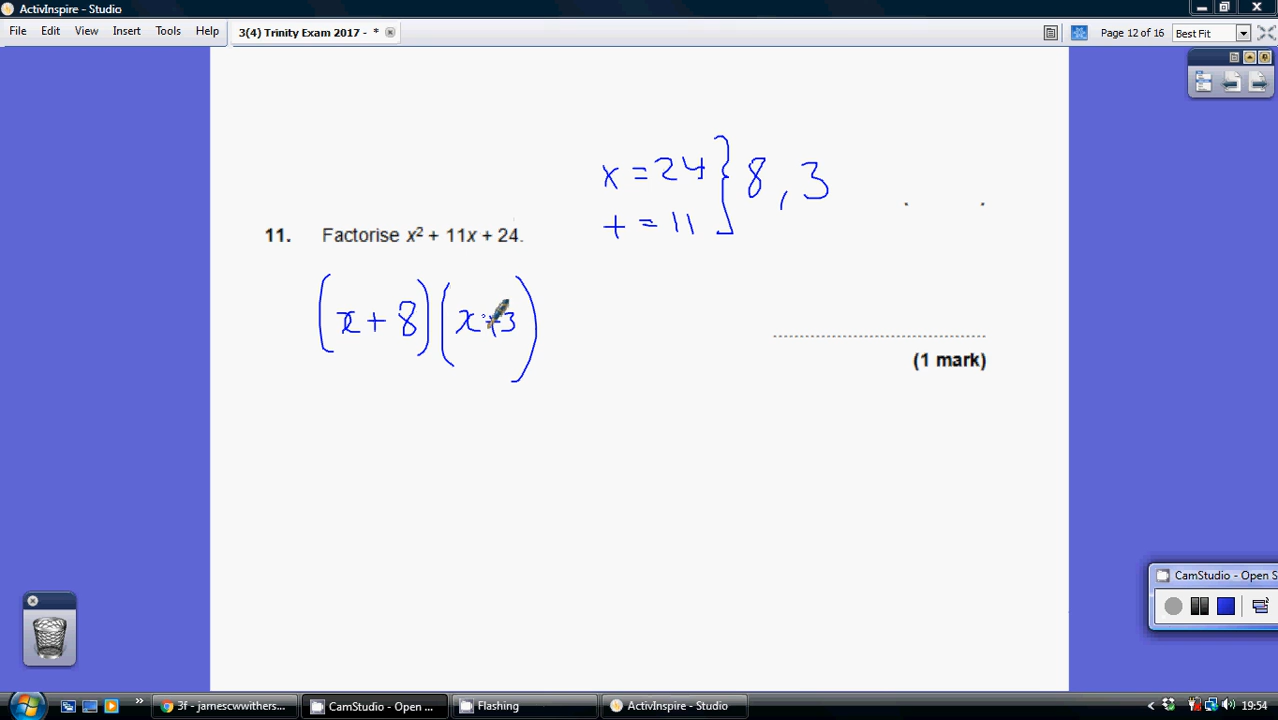 ActivInspire - Studio
File Edit View Insert Tools Help
3(4) Trinity Exam 2017 - *
Page 12 of 16
Best Fit
x = 24 } 8 , 3
+ = 11
11. Factorise x² + 11x + 24.
(x + 8)(x+3)
(1 mark)
CamStudio - Open S
3f - jamescwwithers...
CamStudio - Open ...
Flashing
ActivInspire - Studio
19:54